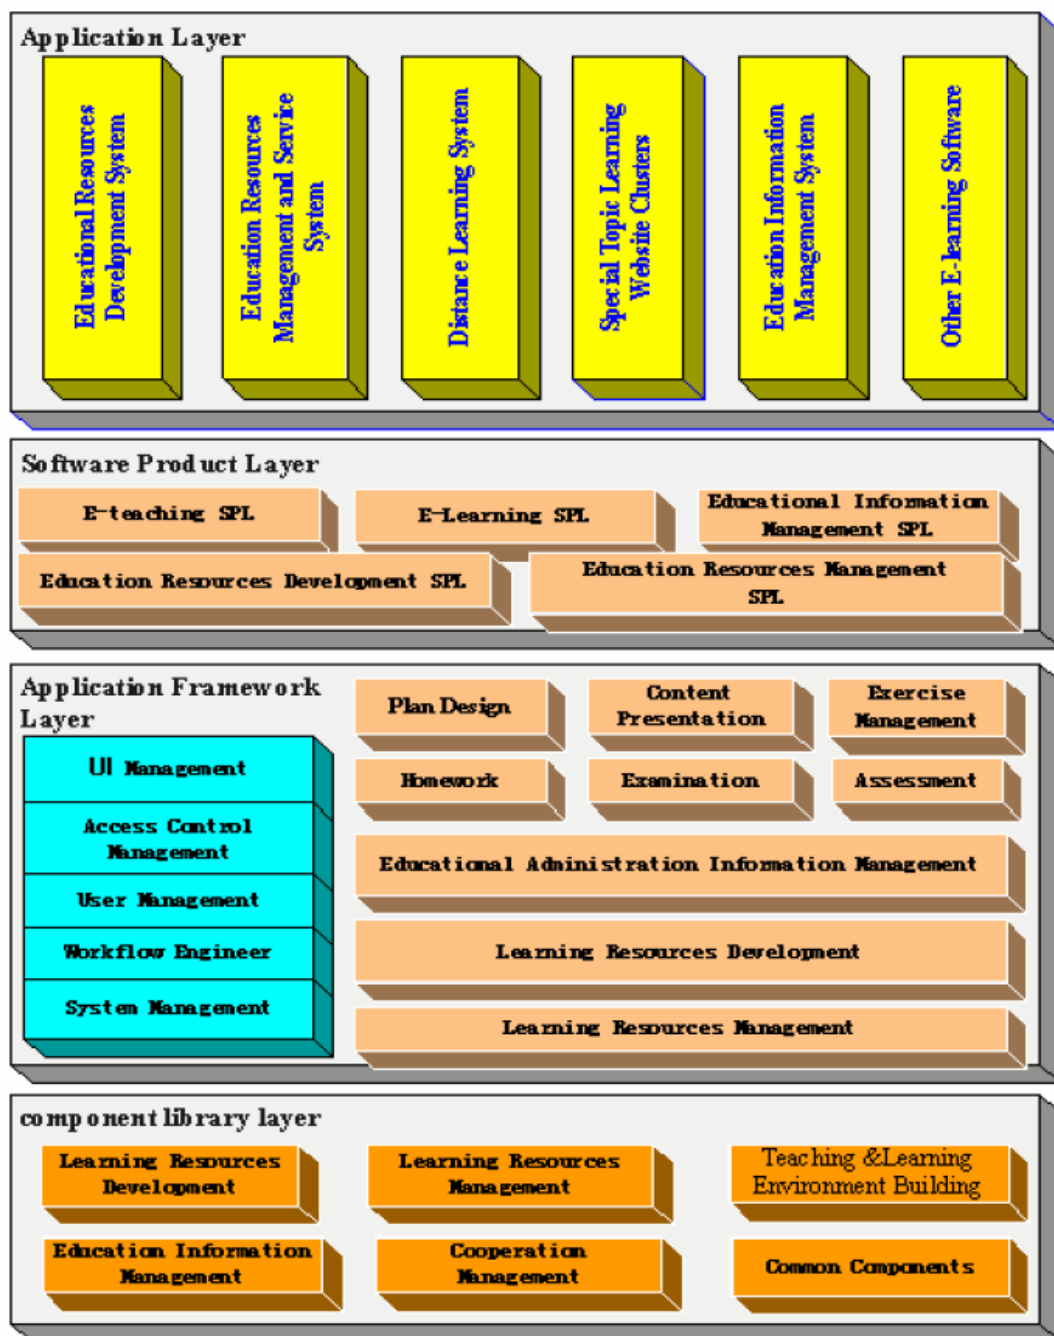 Application Layer
Educational Resources
Development System
Education Resources
Management and Service
System
Distance Learning System
Special Topic Learning
Website Clusters
Education Information
Management System
Other E-learning Software
Software Product Layer
E-teaching SPL
E-Learning SPL
Educational Information
Management SPL
Education Resources Development SPL
Education Resources Management
SPL
Application Framework
Layer
UI Management
Access Control
Management
User Management
Workflow Engineer
System Management
Plan Design
Content
Presentation
Exercise
Management
Homework
Examination
Assessment
Educational Administration Information Management
Learning Resources Development
Learning Resources Management
component library layer
Learning Resources
Development
Learning Resources
Management
Teaching &Learning
Environment Building
Education Information
Management
Cooperation
Management
Common Components